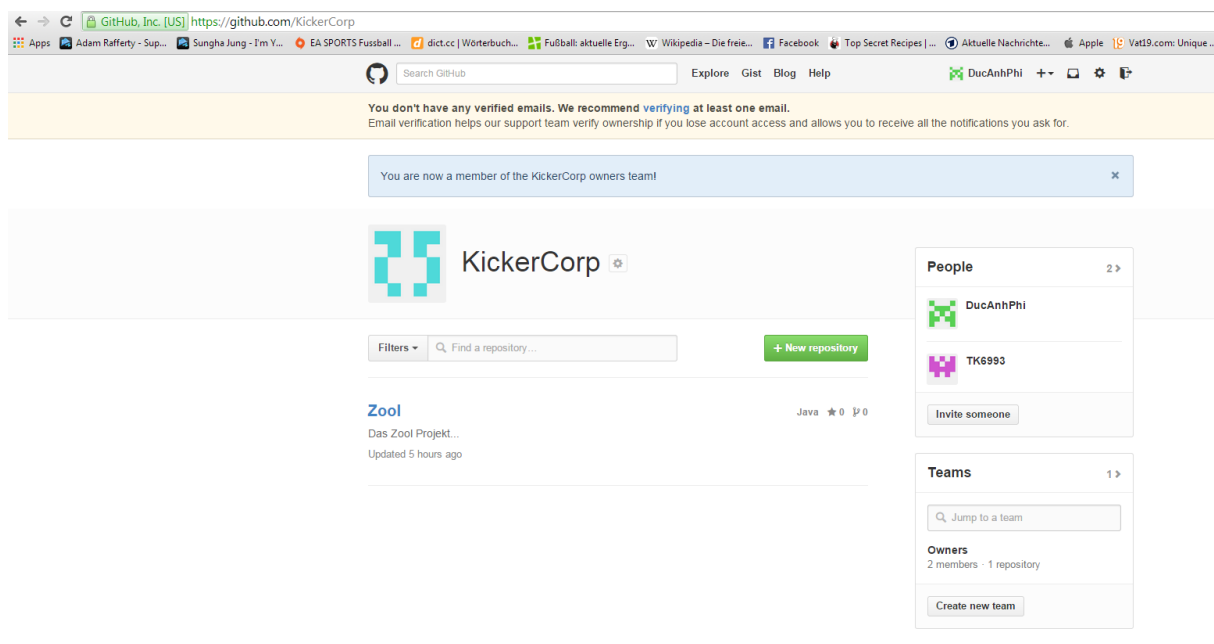 GitHub, Inc. [US] https://github.com/KickerCorp
Apps Adam Rafferty - Sup... Sungha Jung - I'm Y... EA SPORTS Fussball ... dict.cc | Wörterbuch... Fußball: aktuelle Erg... Wikipedia – Die freie... Facebook Top Secret Recipes | ... Aktuelle Nachrichte... Apple Vat19.com: Unique ...
Search GitHub Explore Gist Blog Help DucAnhPhi
You don't have any verified emails. We recommend verifying at least one email.
Email verification helps our support team verify ownership if you lose account access and allows you to receive all the notifications you ask for.
You are now a member of the KickerCorp owners team!
KickerCorp
Filters Find a repository... + New repository
Zool Java 0 0
Das Zool Projekt...
Updated 5 hours ago
People 2
DucAnhPhi
TK6993
Invite someone
Teams 1
Jump to a team
Owners
2 members · 1 repository
Create new team